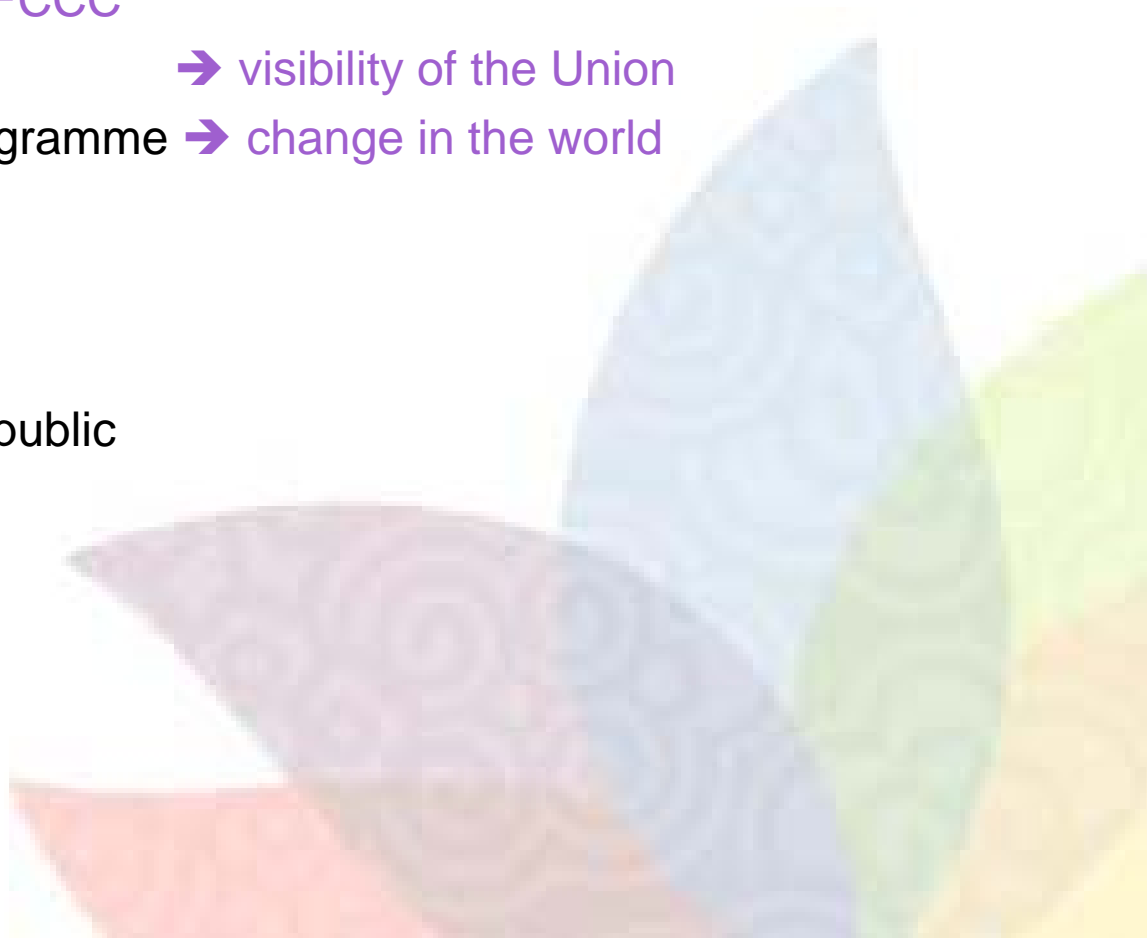 ➔ visibility of the Union
gramme ➔ change in the world
public